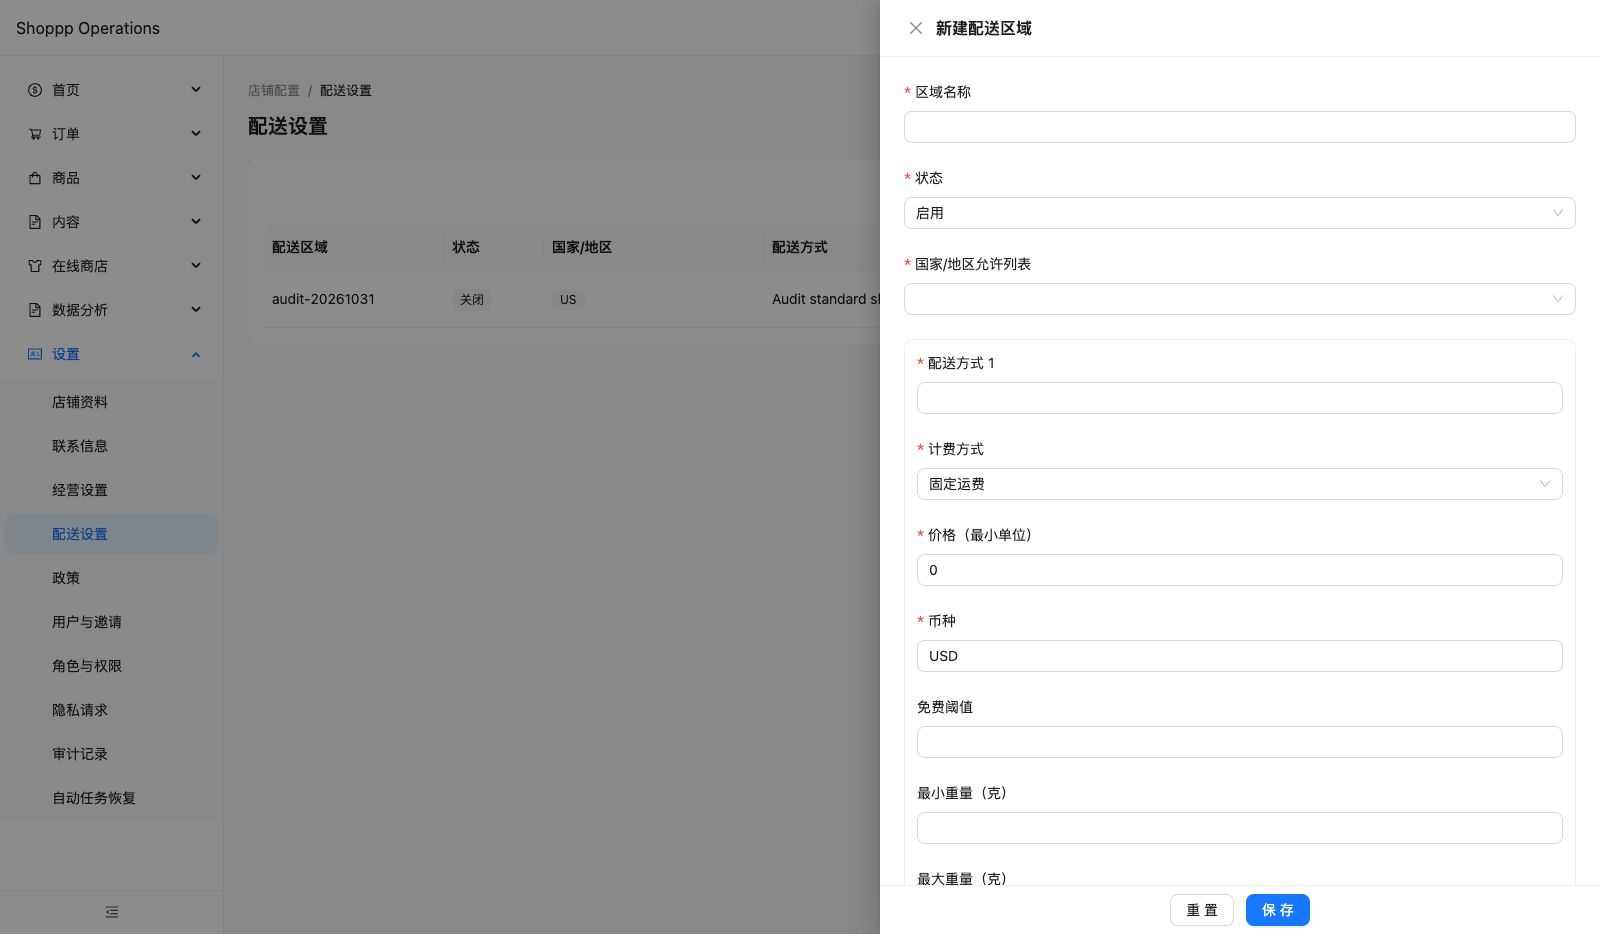 Shoppp Operations
首页
订单
商品
内容
在线商店
数据分析
设置
店铺资料
联系信息
经营设置
配送设置
政策
用户与邀请
角色与权限
隐私请求
审计记录
自动任务恢复
店铺配置 / 配送设置
配送设置
配送区域 状态 国家/地区 配送方式
audit-20261031 关闭 US Audit standard s
新建配送区域
* 区域名称
* 状态
启用
* 国家/地区允许列表
* 配送方式 1
* 计费方式
固定运费
* 价格（最小单位）
0
* 币种
USD
免费阈值
最小重量（克）
最大重量（克）
重 置 保 存